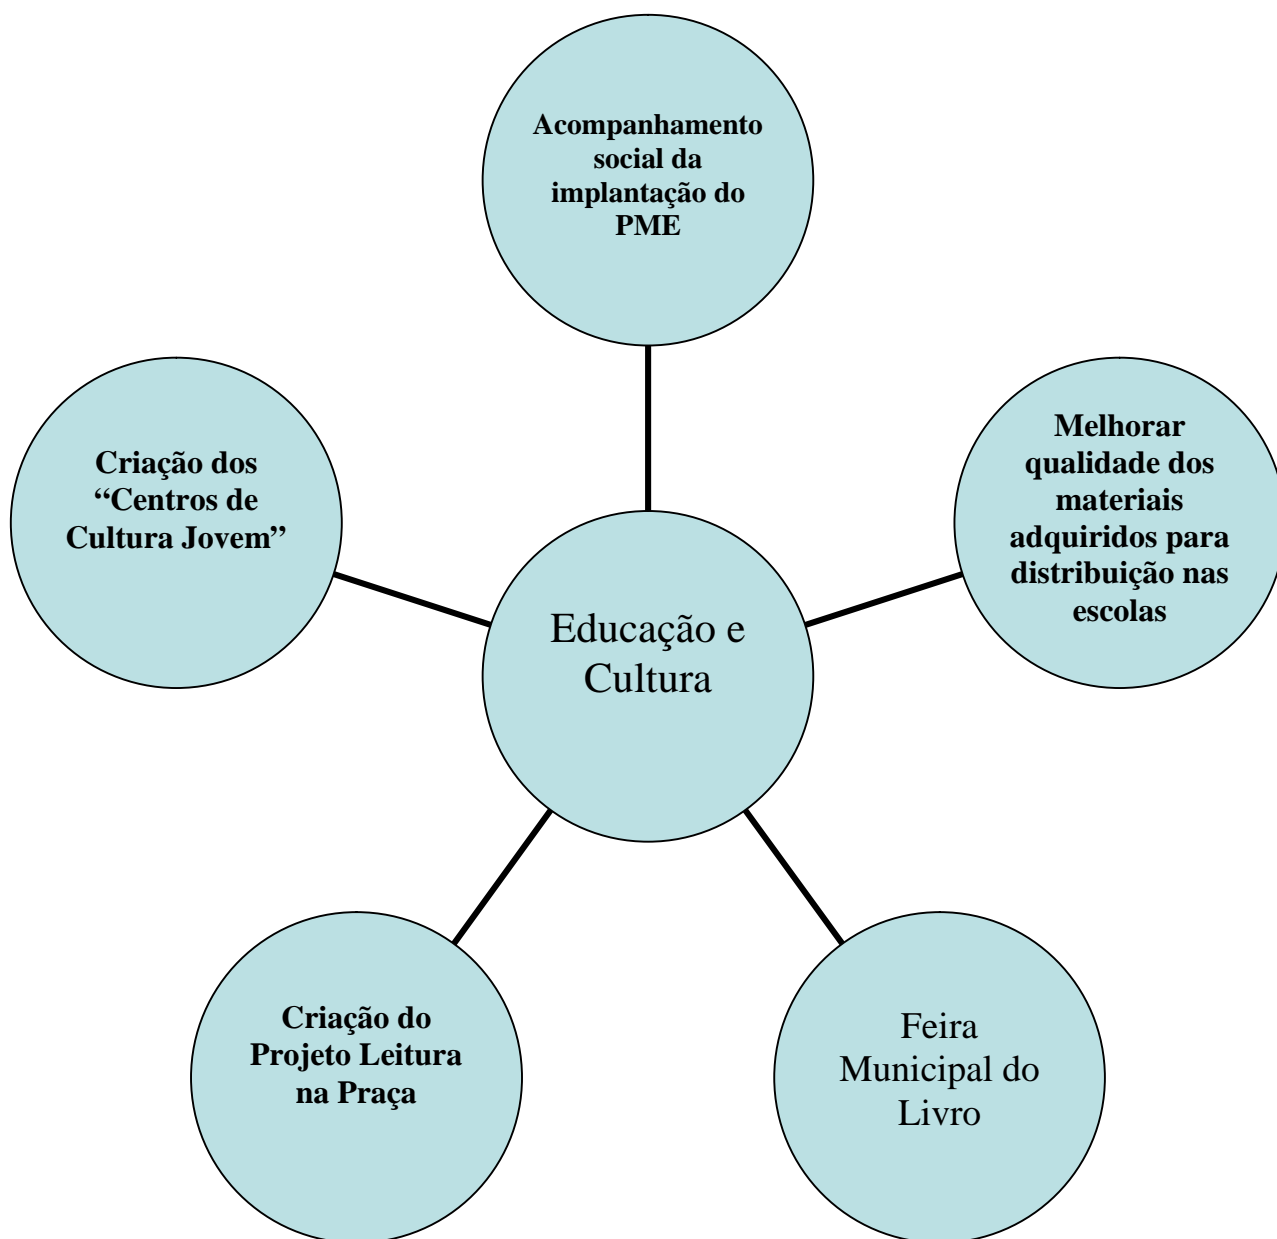 Acompanhamento
social da
implantação do
PME
Criação dos
“Centros de
Cultura Jovem”
Melhorar
qualidade dos
materiais
adquiridos para
distribuição nas
escolas
Educação e
Cultura
Criação do
Projeto Leitura
na Praça
Feira
Municipal do
Livro